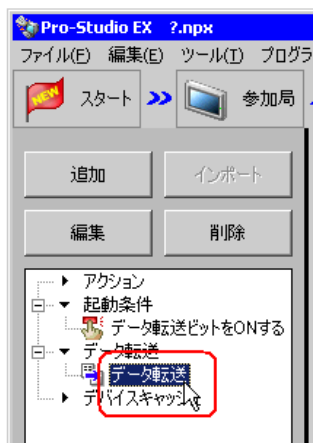 Pro-Studio EX ?.npx
ファイル(F) 編集(E) ツール(T) プログラ
NEW スタート 参加局
追加 インポート
編集 削除
アクション
起動条件
データ転送ビットをONする
データ転送
データ転送
デバイスキャッシュ